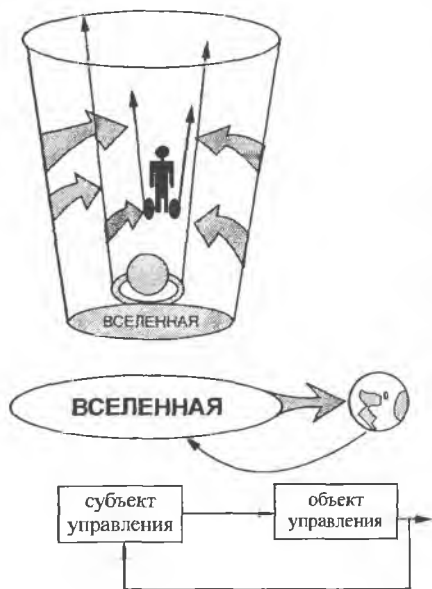 ВСЕЛЕННАЯ
ВСЕЛЕННАЯ
субъект
управления
объект
управления